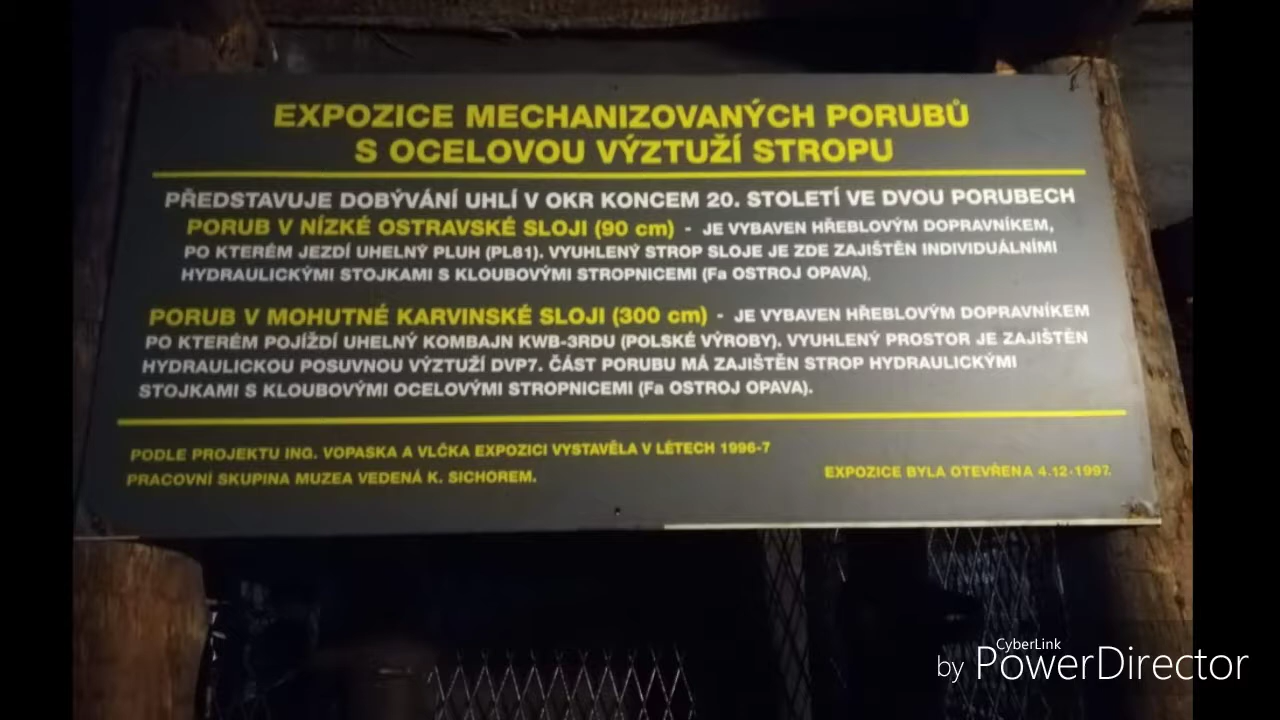 EXPOZICE MECHANIZOVANÝCH PORUBŮ
S OCELOVOU VÝZTUŽÍ STROPU
PŘEDSTAVUJE DOBÝVÁNÍ UHLÍ V OKR KONCEM 20. STOLETÍ VE DVOU PORUBECH
PORUB V NÍZKÉ OSTRAVSKÉ SLOJI (90 cm) - JE VYBAVEN HŘEBLOVÝM DOPRAVNÍKEM,
PO KTERÉM JEZDÍ UHELNÝ PLUH (PL81). VYUHLENÝ STROP SLOJE JE ZDE ZAJIŠTĚN INDIVIDUÁLNÍMI
HYDRAULICKÝMI STOJKAMI S KLOUBOVÝMI STROPNICEMI (Fa OSTROJ OPAVA).
PORUB V MOHUTNÉ KARVINSKÉ SLOJI (300 cm) - JE VYBAVEN HŘEBLOVÝM DOPRAVNÍKEM
PO KTERÉM POJÍŽDÍ UHELNÝ KOMBAJN KWB-3RDU (POLSKÉ VÝROBY). VYUHLENÝ PROSTOR JE ZAJIŠTĚN
HYDRAULICKOU POSUVNOU VÝZTUŽÍ DVP7. ČÁST PORUBU MÁ ZAJIŠTĚN STROP HYDRAULICKÝMI
STOJKAMI S KLOUBOVÝMI OCELOVÝMI STROPNICEMI (Fa OSTROJ OPAVA).
PODLE PROJEKTU ING. VOPASKA A VLČKA EXPOZICI VYSTAVĚLA V LÉTECH 1996-7
PRACOVNÍ SKUPINA MUZEA VEDENÁ K. SICHOREM.
EXPOZICE BYLA OTEVŘENA 4.12-1997.
CyberLink
by PowerDirector